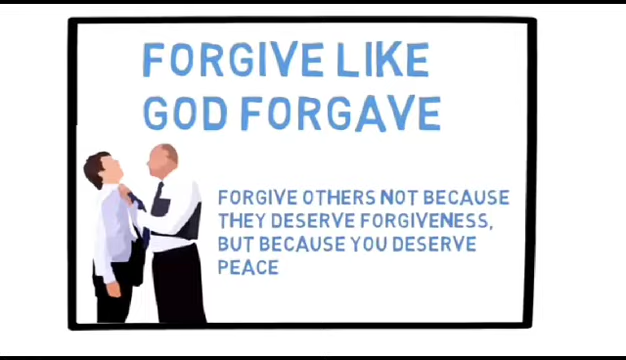 FORGIVE LIKE
GOD FORGAVE
FORGIVE OTHERS NOT BECAUSE
THEY DESERVE FORGIVENESS,
BUT BECAUSE YOU DESERVE
PEACE